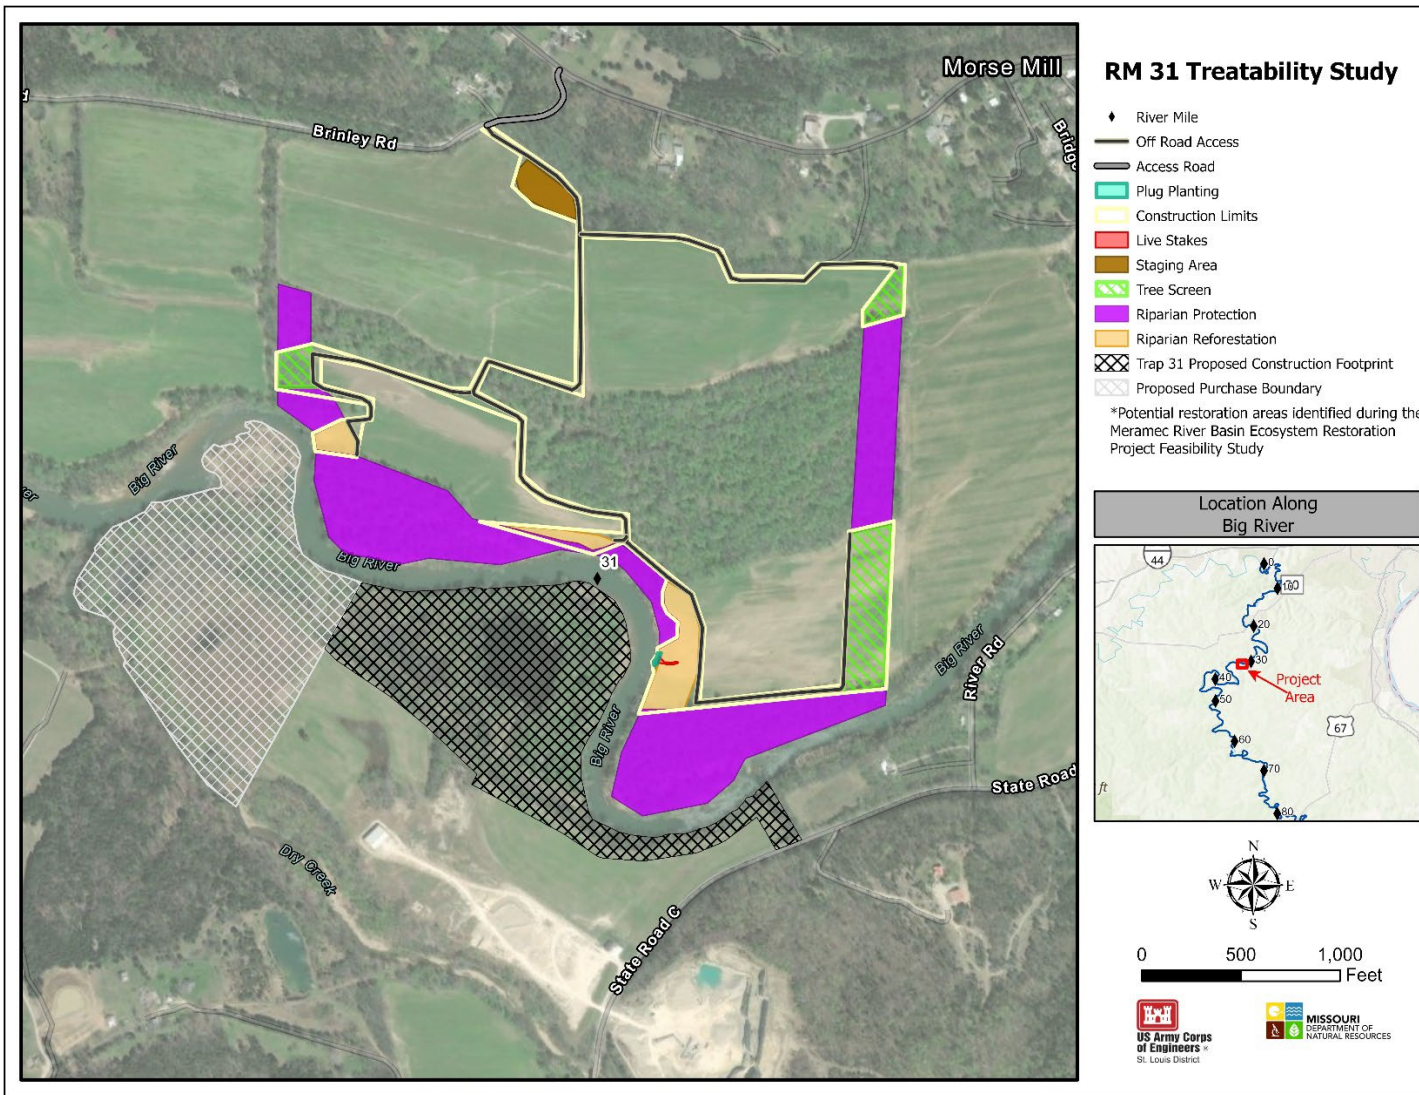 Morse Mill
Brinley Rd
d
Bridge
Big River
ver
Big River
31
Big River
Big River
River Rd
State Road
Dry Creek
State Road C
RM 31 Treatability Study
River Mile
Off Road Access
Access Road
Plug Planting
Construction Limits
Live Stakes
Staging Area
Tree Screen
Riparian Protection
Riparian Reforestation
Trap 31 Proposed Construction Footprint
Proposed Purchase Boundary
*Potential restoration areas identified during the
Meramec River Basin Ecosystem Restoration
Project Feasibility Study
Location Along
Big River
44
0
10
20
30
40
Project
Area
50
67
60
70
ft
80
N
W E
S
0 500 1,000
Feet
US Army Corps
of Engineers ®
St. Louis District
MISSOURI
DEPARTMENT OF
NATURAL RESOURCES